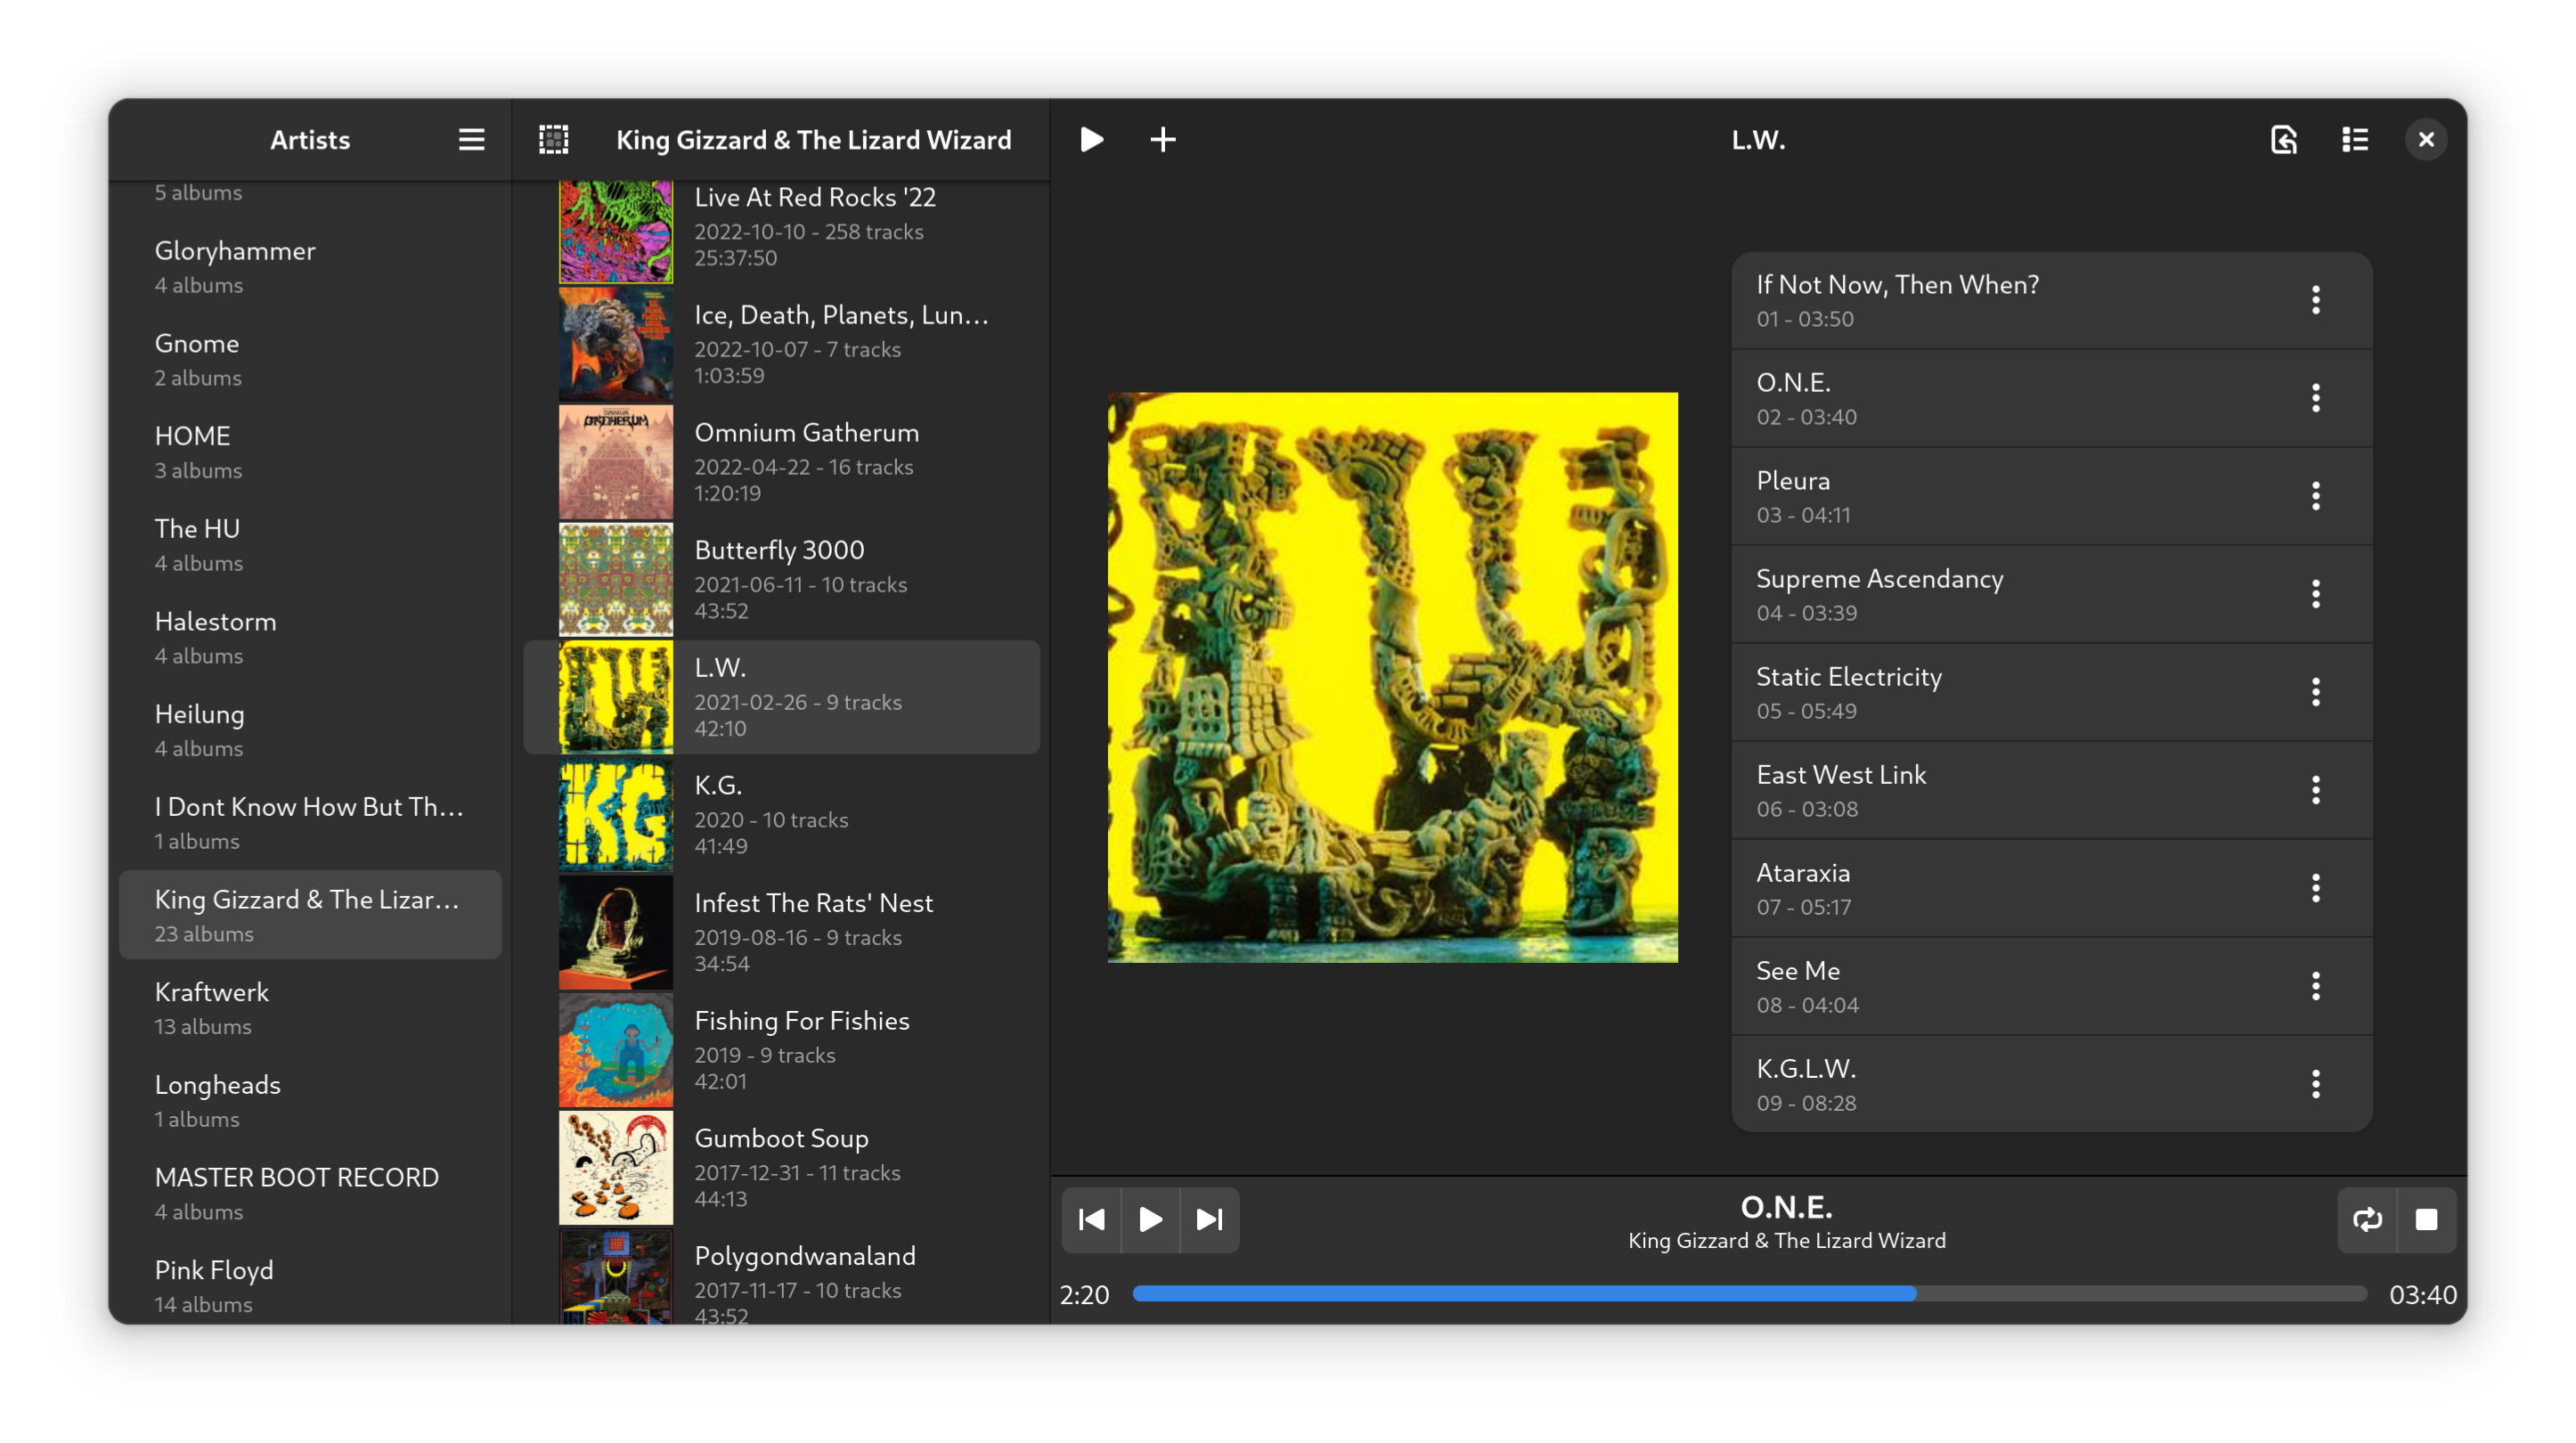 Artists
5 albums
Gloryhammer
4 albums
Gnome
2 albums
HOME
3 albums
The HU
4 albums
Halestorm
4 albums
Heilung
4 albums
I Dont Know How But Th...
1 albums
King Gizzard & The Lizar...
23 albums
Kraftwerk
13 albums
Longheads
1 albums
MASTER BOOT RECORD
4 albums
Pink Floyd
14 albums
King Gizzard & The Lizard Wizard
Live At Red Rocks '22
2022-10-10 - 258 tracks
25:37:50
Ice, Death, Planets, Lun...
2022-10-07 - 7 tracks
1:03:59
Omnium Gatherum
2022-04-22 - 16 tracks
1:20:19
Butterfly 3000
2021-06-11 - 10 tracks
43:52
L.W.
2021-02-26 - 9 tracks
42:10
K.G.
2020 - 10 tracks
41:49
Infest The Rats' Nest
2019-08-16 - 9 tracks
34:54
Fishing For Fishies
2019 - 9 tracks
42:01
Gumboot Soup
2017-12-31 - 11 tracks
44:13
Polygondwanaland
2017-11-17 - 10 tracks
43:52
L.W.
LW
If Not Now, Then When?
01 - 03:50
O.N.E.
02 - 03:40
Pleura
03 - 04:11
Supreme Ascendancy
04 - 03:39
Static Electricity
05 - 05:49
East West Link
06 - 03:08
Ataraxia
07 - 05:17
See Me
08 - 04:04
K.G.L.W.
09 - 08:28
O.N.E.
King Gizzard & The Lizard Wizard
2:20
03:40